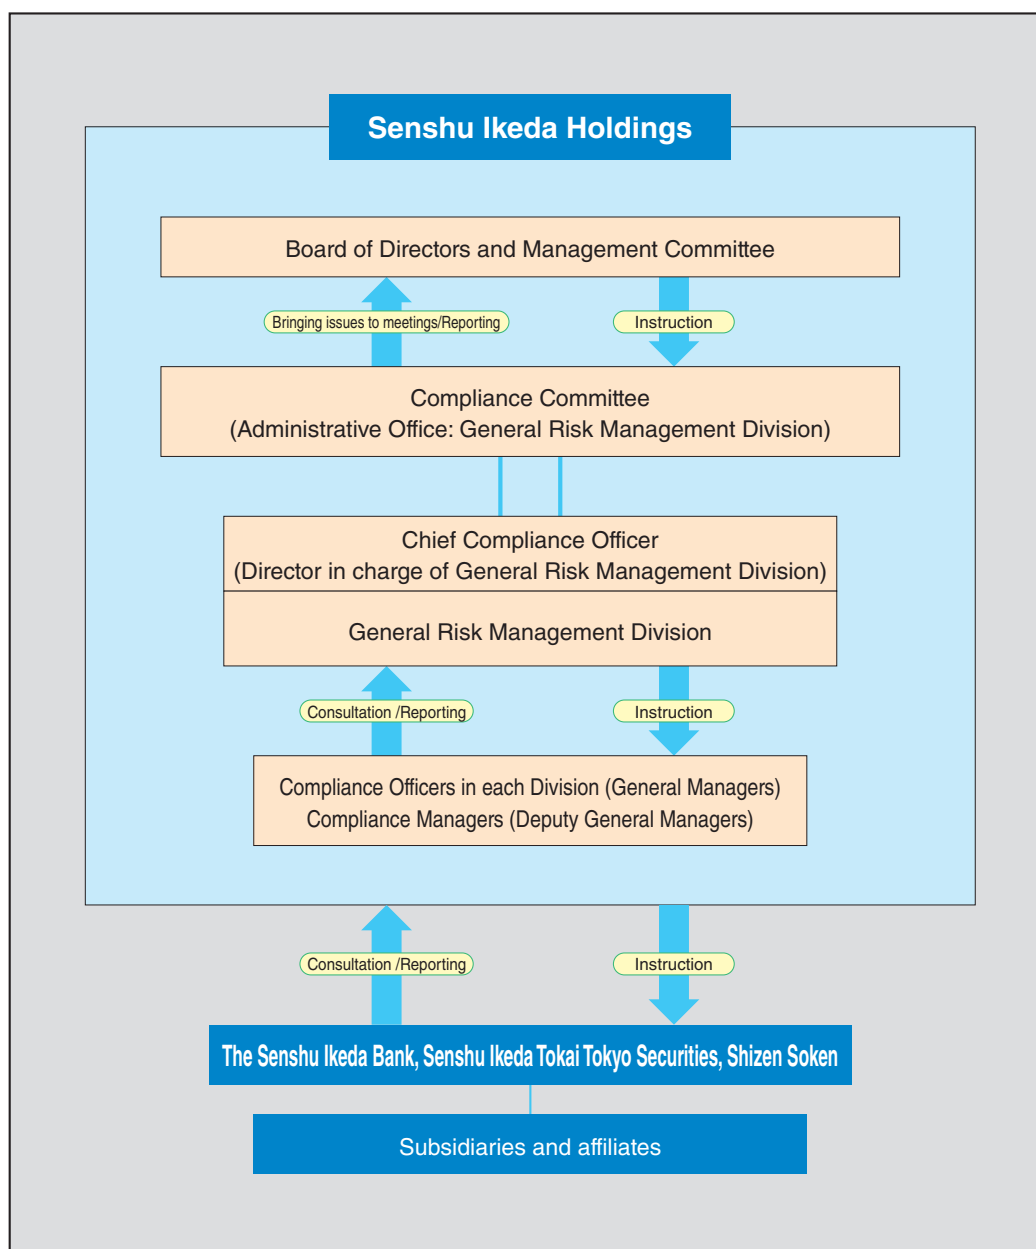 Senshu Ikeda Holdings
Board of Directors and Management Committee
Bringing issues to meetings/Reporting
Instruction
Compliance Committee
(Administrative Office: General Risk Management Division)
Chief Compliance Officer
(Director in charge of General Risk Management Division)
General Risk Management Division
Consultation /Reporting
Instruction
Compliance Officers in each Division (General Managers)
Compliance Managers (Deputy General Managers)
Consultation /Reporting
Instruction
The Senshu Ikeda Bank, Senshu Ikeda Tokai Tokyo Securities, Shizen Soken
Subsidiaries and affiliates